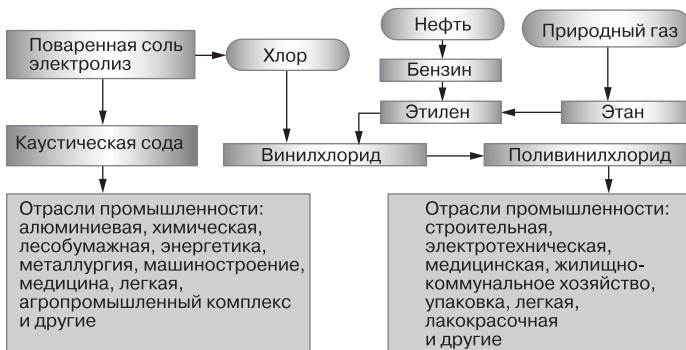 Поваренная соль
электролиз
Хлор
Нефть
Природный газ
Бензин
Этилен
Этан
Каустическая сода
Винилхлорид
Поливинилхлорид
Отрасли промышленности:
алюминиевая, химическая,
лесобумажная, энергетика,
металлургия, машиностроение,
медицина, легкая,
агропромышленный комплекс
и другие
Отрасли промышленности:
строительная,
электротехническая,
медицинская, жилищно-
коммунальное хозяйство,
упаковка, легкая,
лакокрасочная
и другие